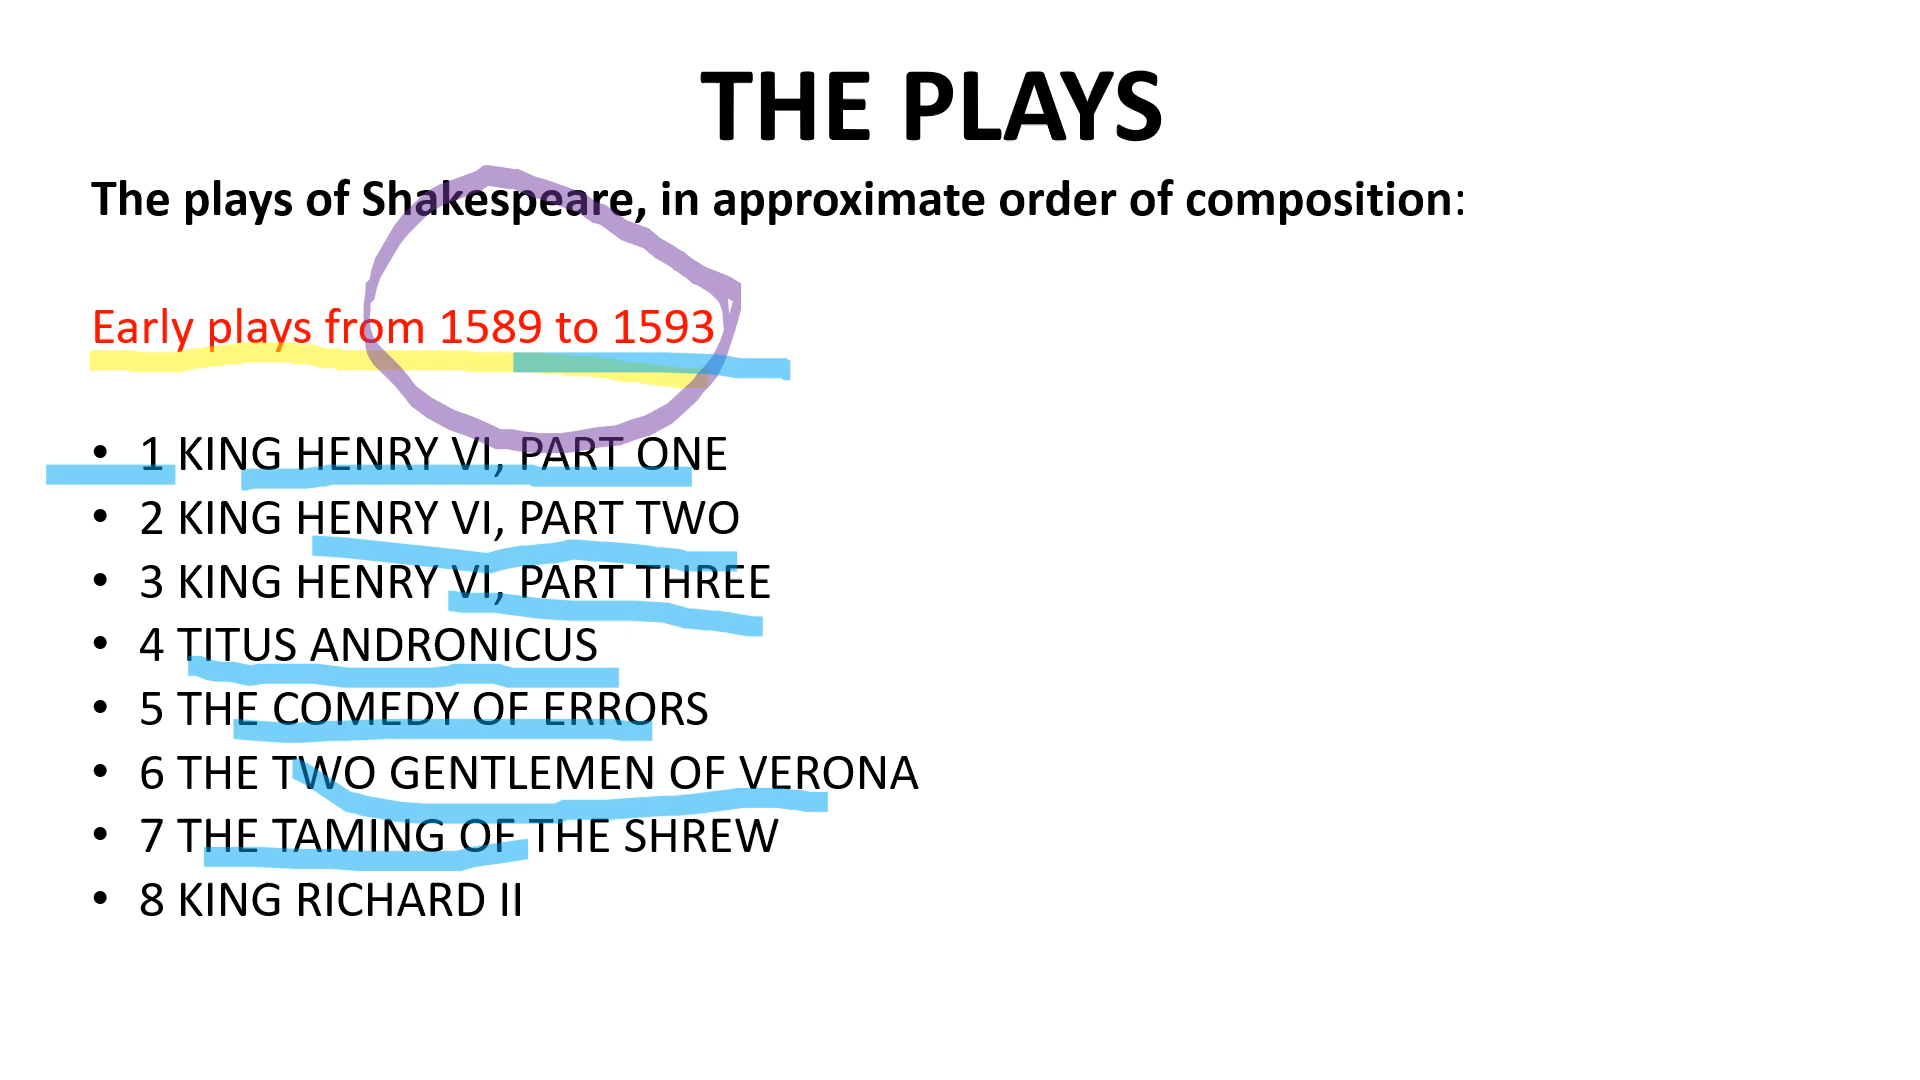 THE PLAYS
The plays of Shakespeare, in approximate order of composition:
Early plays from 1589 to 1593
• 1 KING HENRY VI, PART ONE
• 2 KING HENRY VI, PART TWO
• 3 KING HENRY VI, PART THREE
• 4 TITUS ANDRONICUS
• 5 THE COMEDY OF ERRORS
• 6 THE TWO GENTLEMEN OF VERONA
• 7 THE TAMING OF THE SHREW
• 8 KING RICHARD II